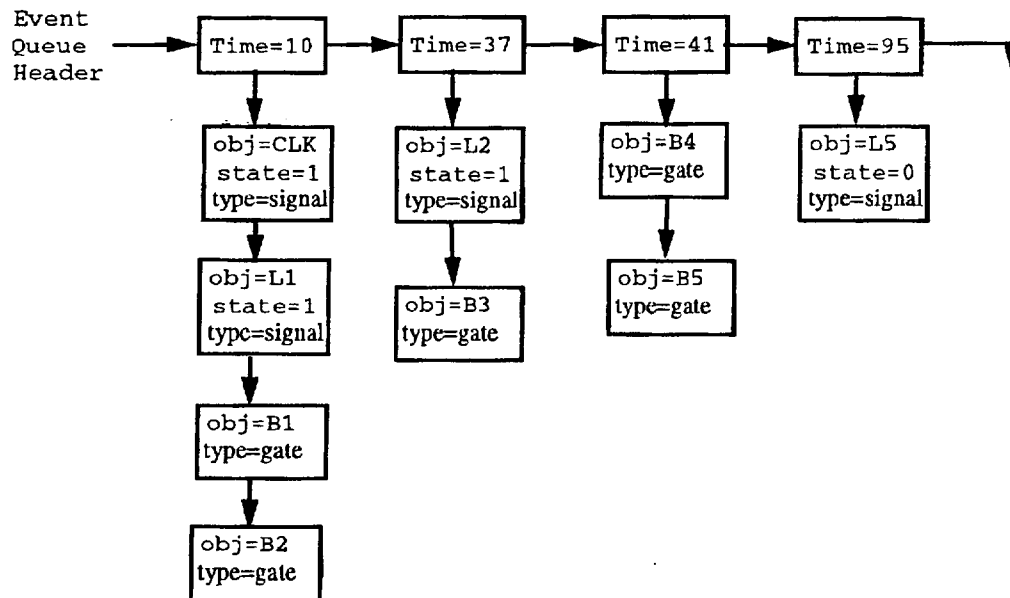 Event
Queue
Header
Time=10
Time=37
Time=41
Time=95
obj=CLK
state=1
type=signal
obj=L2
state=1
type=signal
obj=B4
type=gate
obj=L5
state=0
type=signal
obj=L1
state=1
type=signal
obj=B3
type=gate
obj=B5
type=gate
obj=B1
type=gate
obj=B2
type=gate